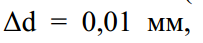 Δd = 0,01 мм,